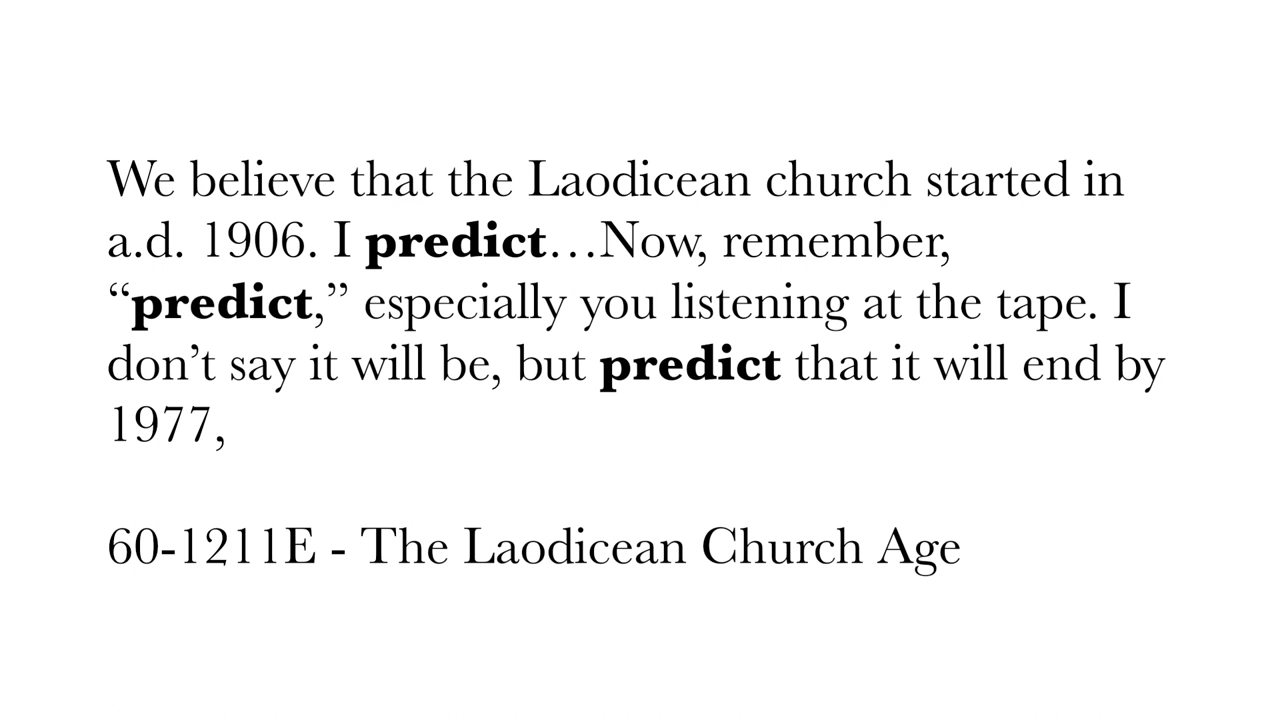 We believe that the Laodicean church started in
a.d. 1906. I predict…Now, remember,
“predict,” especially you listening at the tape. I
don’t say it will be, but predict that it will end by
1977,
60-1211E - The Laodicean Church Age